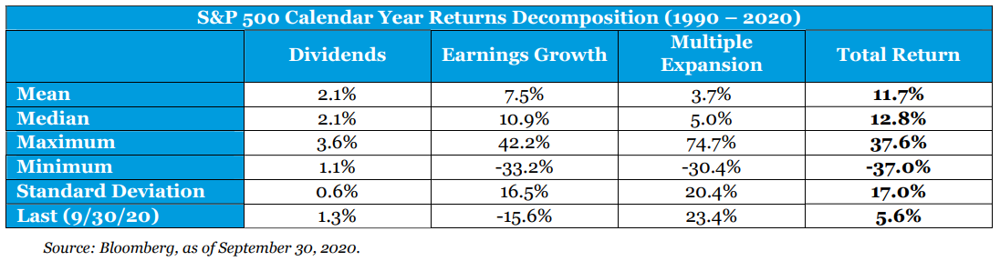 S&P 500 Calendar Year Returns Decomposition (1990 – 2020)
Dividends Earnings Growth Multiple Expansion Total Return
Mean 2.1% 7.5% 3.7% 11.7%
Median 2.1% 10.9% 5.0% 12.8%
Maximum 3.6% 42.2% 74.7% 37.6%
Minimum 1.1% -33.2% -30.4% -37.0%
Standard Deviation 0.6% 16.5% 20.4% 17.0%
Last (9/30/20) 1.3% -15.6% 23.4% 5.6%
Source: Bloomberg, as of September 30, 2020.